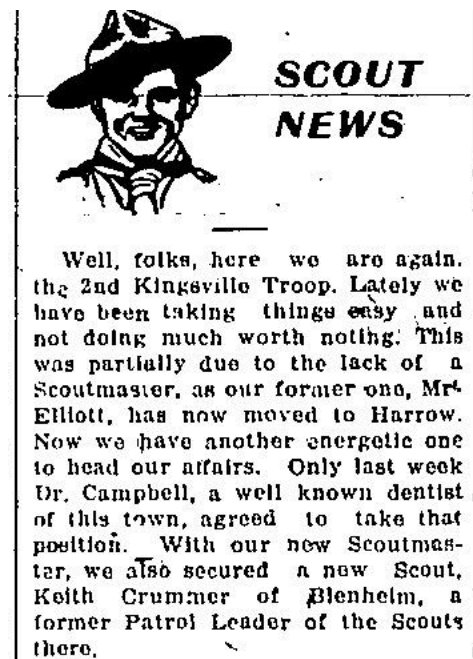 SCOUT
NEWS
Well, folks, here we are again,
the 2nd Kingsville Troop. Lately we
have been taking things easy and
not doing much worth noting. This
was partially due to the lack of a
Scoutmaster, as our former one, Mr.
Elliott, has now moved to Harrow.
Now we have another energetic one
to head our affairs. Only last week
Dr. Campbell, a well known dentist
of this town, agreed to take that
position. With our new Scoutmas-
ter, we also secured a new Scout,
Keith Crummer of Blenheim, a
former Patrol Leader of the Scouts
there.